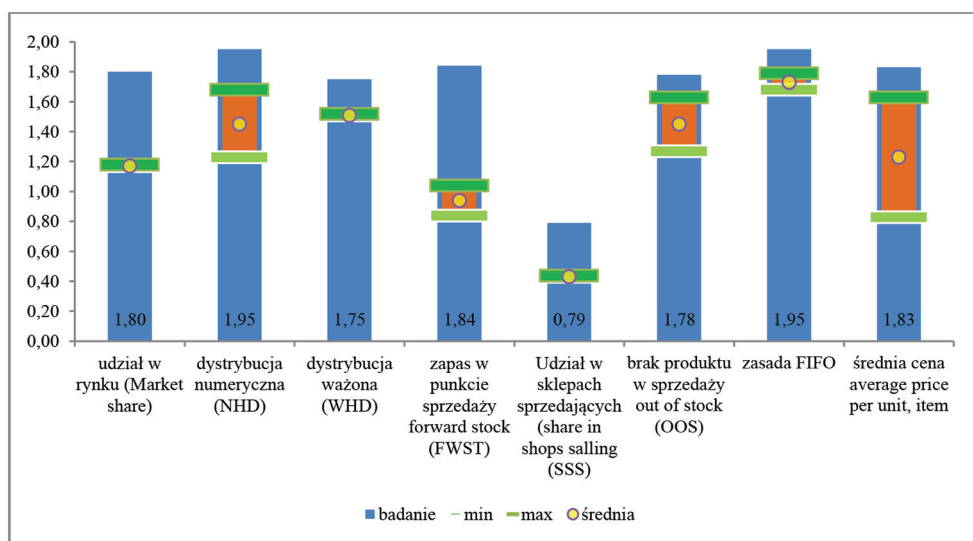 2,00
1,80
1,60
1,40
1,20
1,00
0,80
0,60
0,40
0,20
0,00
1,80
1,95
1,75
1,84
0,79
1,78
1,95
1,83
udział w
rynku (Market
share)
dystrybucja
numeryczna
(NHD)
dystrybucja
ważona
(WHD)
zapas w
punkcie
sprzedaży
forward stock
(FWST)
Udział w
sklepach
sprzedających
(share in
shops salling
(SSS)
brak produktu
w sprzedaży
out of stock
(OOS)
zasada FIFO
średnia cena
average price
per unit, item
badanie min max średnia